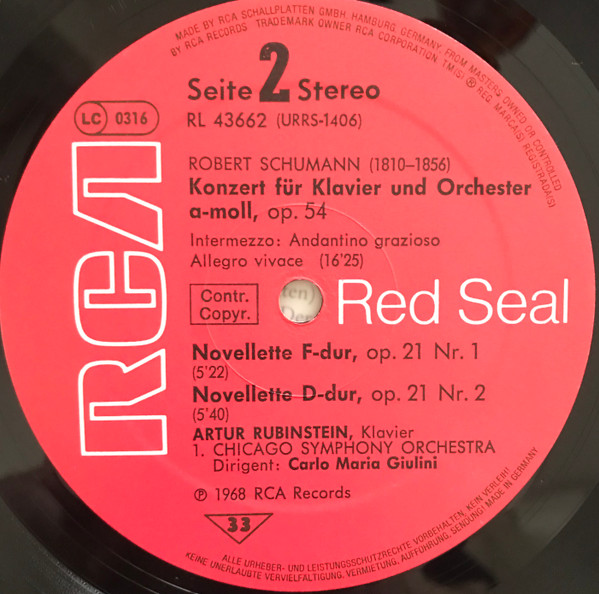 MADE BY RCA SCHALLPLATTEN GMBH, HAMBURG, GERMANY, FROM MASTERS OWNED OR CONTROLLED
BY RCA RECORDS TRADEMARK OWNER RCA CORPORATION TM(S) ® REG. MARCA(S) REGISTRADA(S)
Seite 2 Stereo
LC 0316
RL 43662 (URRS-1406)
ROBERT SCHUMANN (1810–1856)
Konzert für Klavier und Orchester
a-moll, op. 54
Intermezzo: Andantino grazioso
Allegro vivace (16'25)
RCA
Contr.
Copyr.
ten)
Red Seal
Novellette F-dur, op. 21 Nr. 1
(5'22)
Novellette D-dur, op. 21 Nr. 2
(5'40)
ARTUR RUBINSTEIN, Klavier
1. CHICAGO SYMPHONY ORCHESTRA
Dirigent: Carlo Maria Giulini
℗ 1968 RCA Records
33
ALLE URHEBER- UND LEISTUNGSSCHUTZRECHTE VORBEHALTEN. KEIN VERLEIH!
KEINE UNERLAUBTE VERVIELFÄLTIGUNG, VERMIETUNG, AUFFÜHRUNG, SENDUNG! MADE IN GERMANY